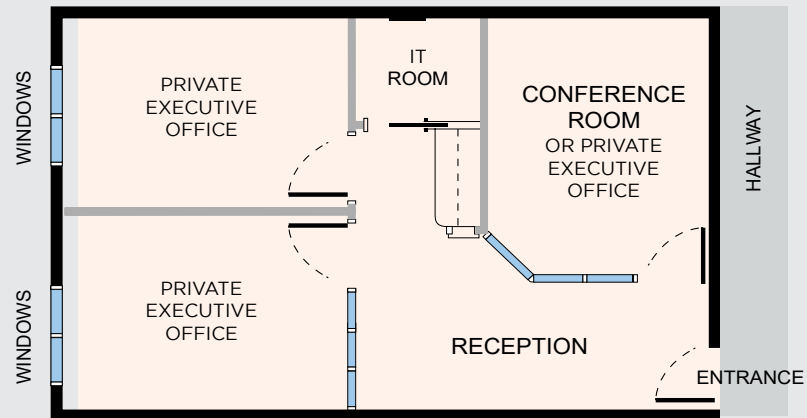 WINDOWS
PRIVATE
EXECUTIVE
OFFICE
IT
ROOM
CONFERENCE
ROOM
OR PRIVATE
EXECUTIVE
OFFICE
HALLWAY
WINDOWS
PRIVATE
EXECUTIVE
OFFICE
RECEPTION
ENTRANCE